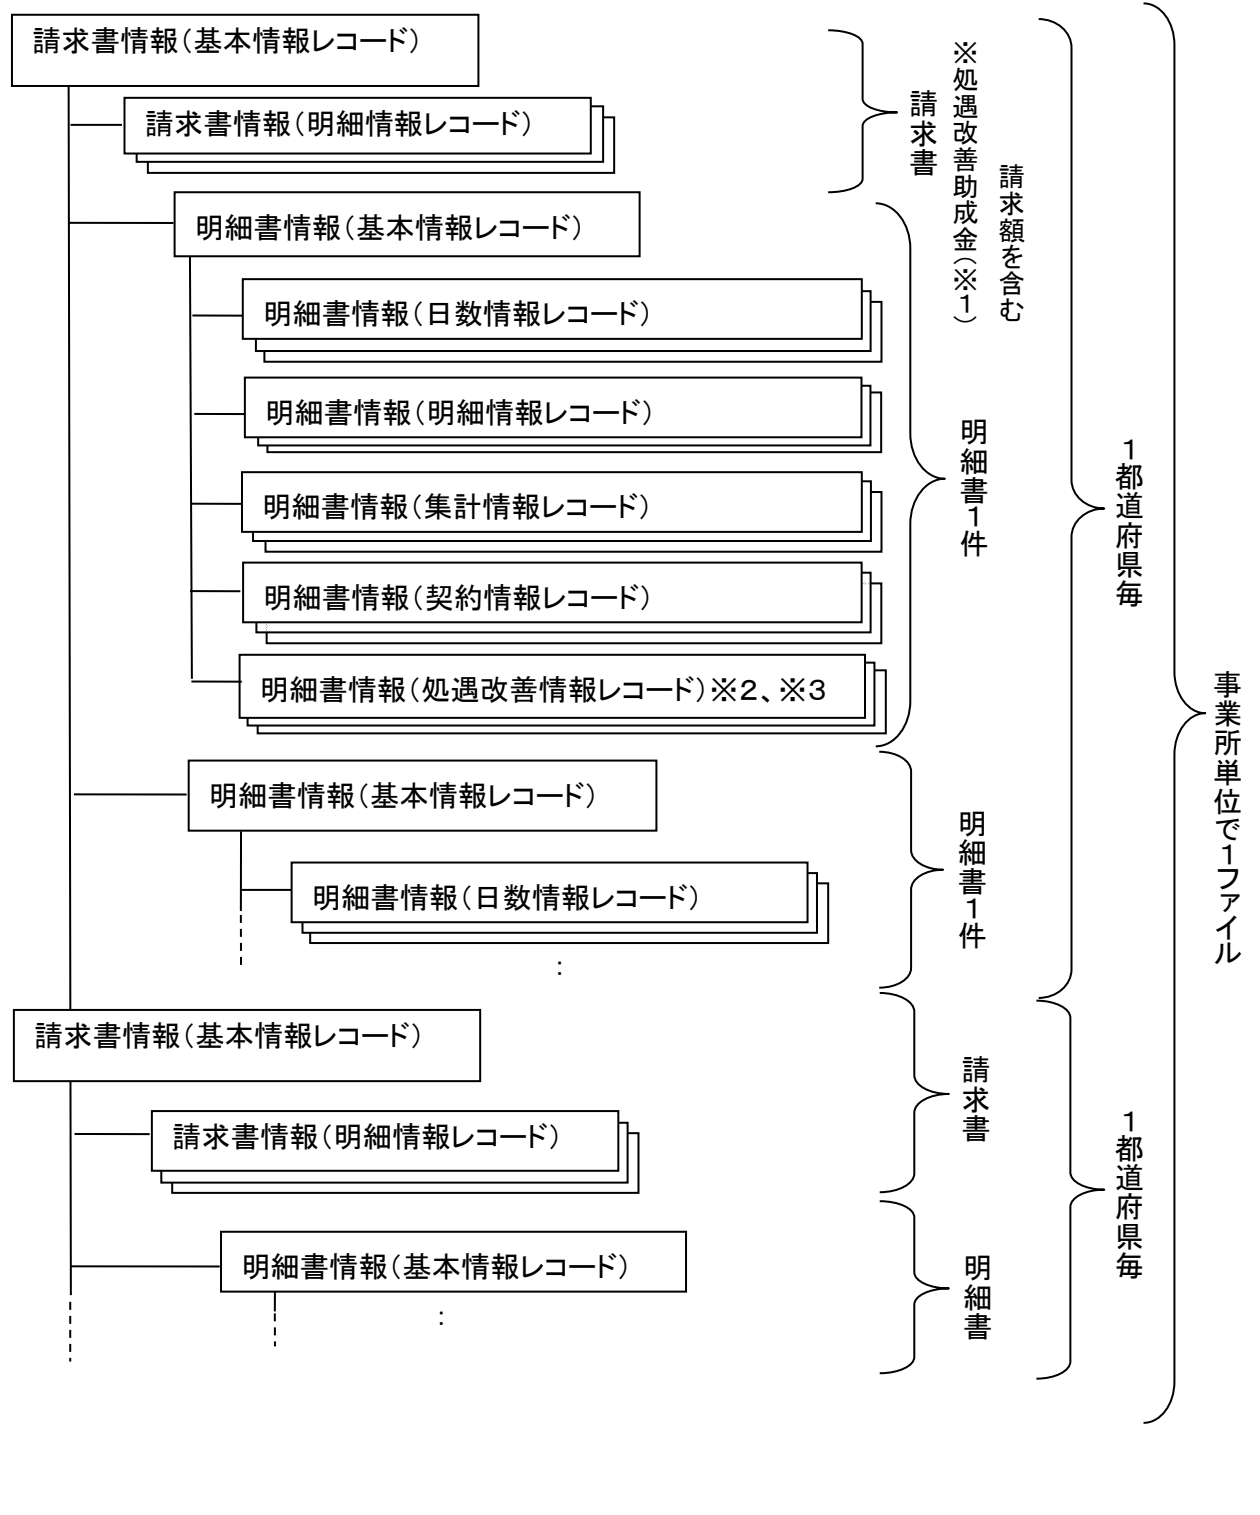 請求書情報（基本情報レコード）
請求書情報（明細情報レコード）
明細書情報（基本情報レコード）
明細書情報（日数情報レコード）
明細書情報（明細情報レコード）
明細書情報（集計情報レコード）
明細書情報（契約情報レコード）
明細書情報（処遇改善情報レコード）※２、※３
明細書情報（基本情報レコード）
明細書情報（日数情報レコード）
：
請求書情報（基本情報レコード）
請求書情報（明細情報レコード）
明細書情報（基本情報レコード）
：
請求書
※処遇改善助成金（※１）
請求額を含む
明細書１件
明細書１件
請求書
明細書
１都道府県毎
１都道府県毎
事業所単位で１ファイル